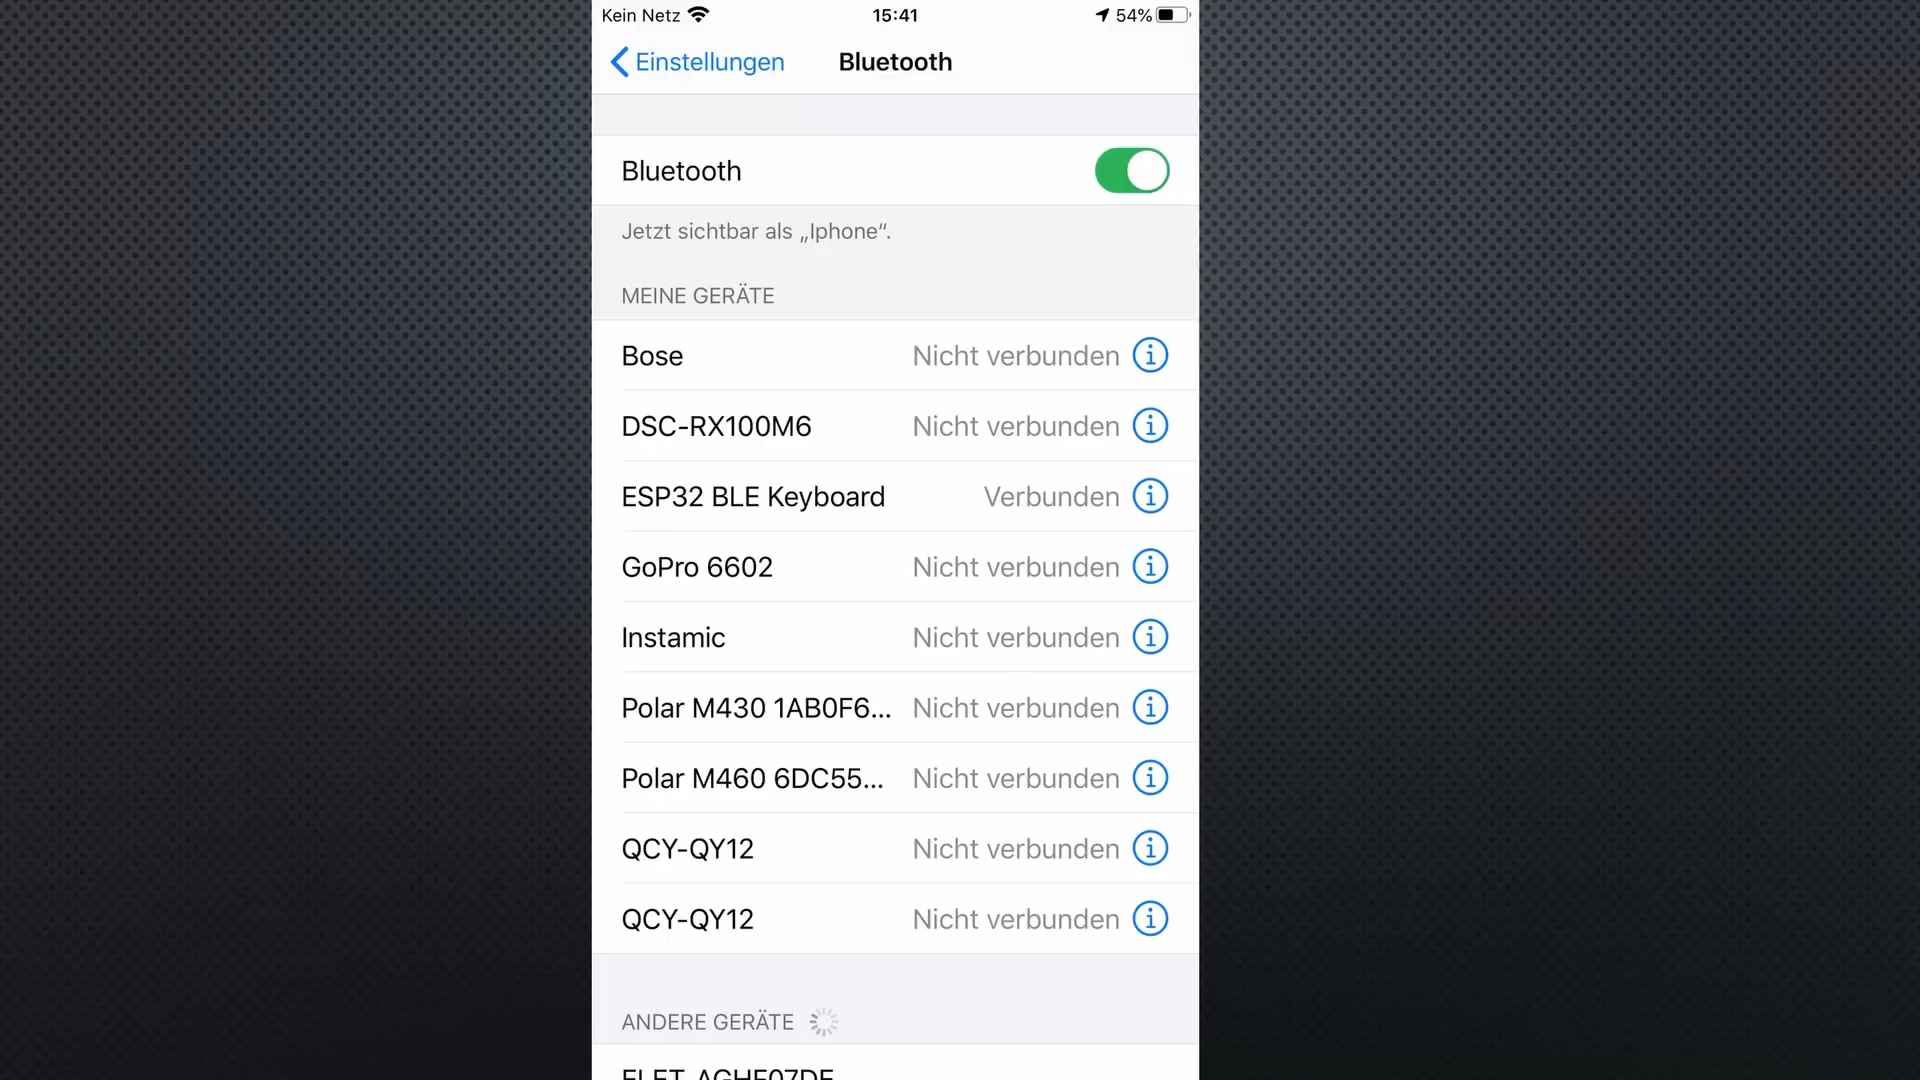 Kein Netz 15:41 54%
Einstellungen Bluetooth
Bluetooth
Jetzt sichtbar als „Iphone“.
MEINE GERÄTE
Bose Nicht verbunden
DSC-RX100M6 Nicht verbunden
ESP32 BLE Keyboard Verbunden
GoPro 6602 Nicht verbunden
Instamic Nicht verbunden
Polar M430 1AB0F6... Nicht verbunden
Polar M460 6DC55... Nicht verbunden
QCY-QY12 Nicht verbunden
QCY-QY12 Nicht verbunden
ANDERE GERÄTE